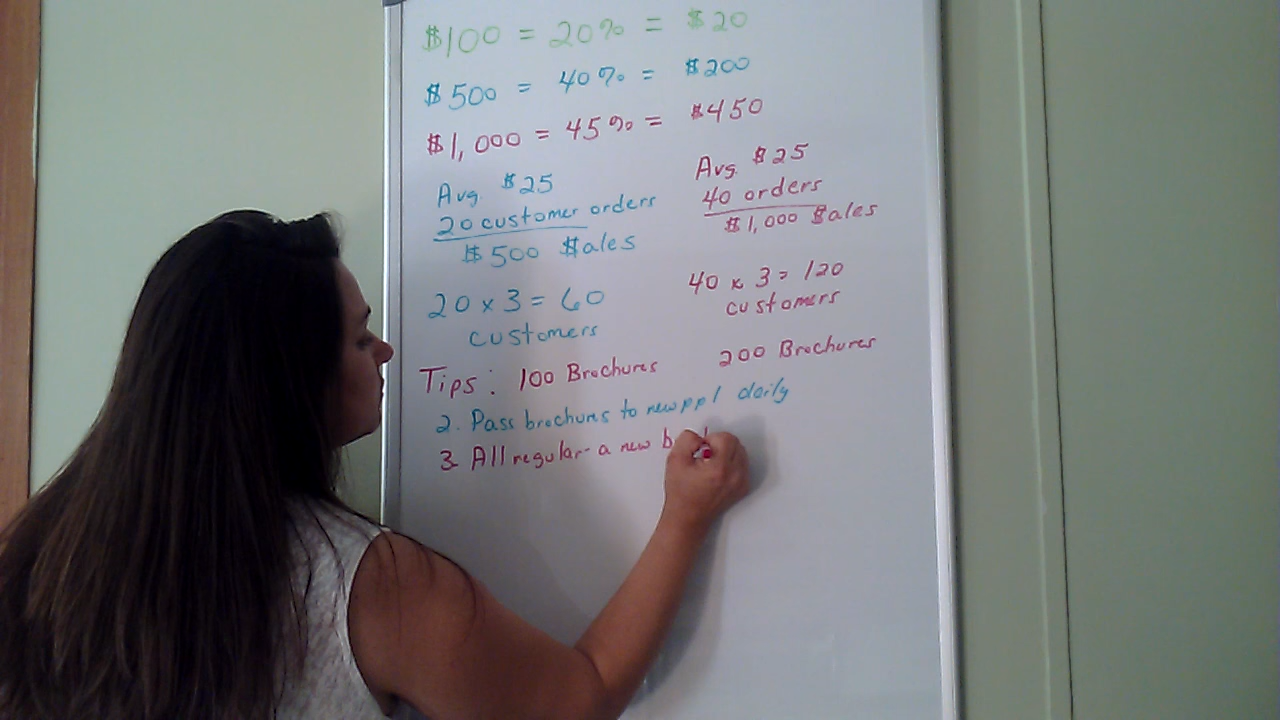 $100 = 20% = $20
$500 = 40% = $200
$1,000 = 45% = $450
Avg. $25
20 customer orders
$500 $ales
20 x 3 = 60
customers
Avg. $25
40 orders
$1,000 $ales
40 x 3 = 120
customers
Tips: 100 Brochures
200 Brochures
2. Pass brochures to new ppl daily
3. All regular - a new